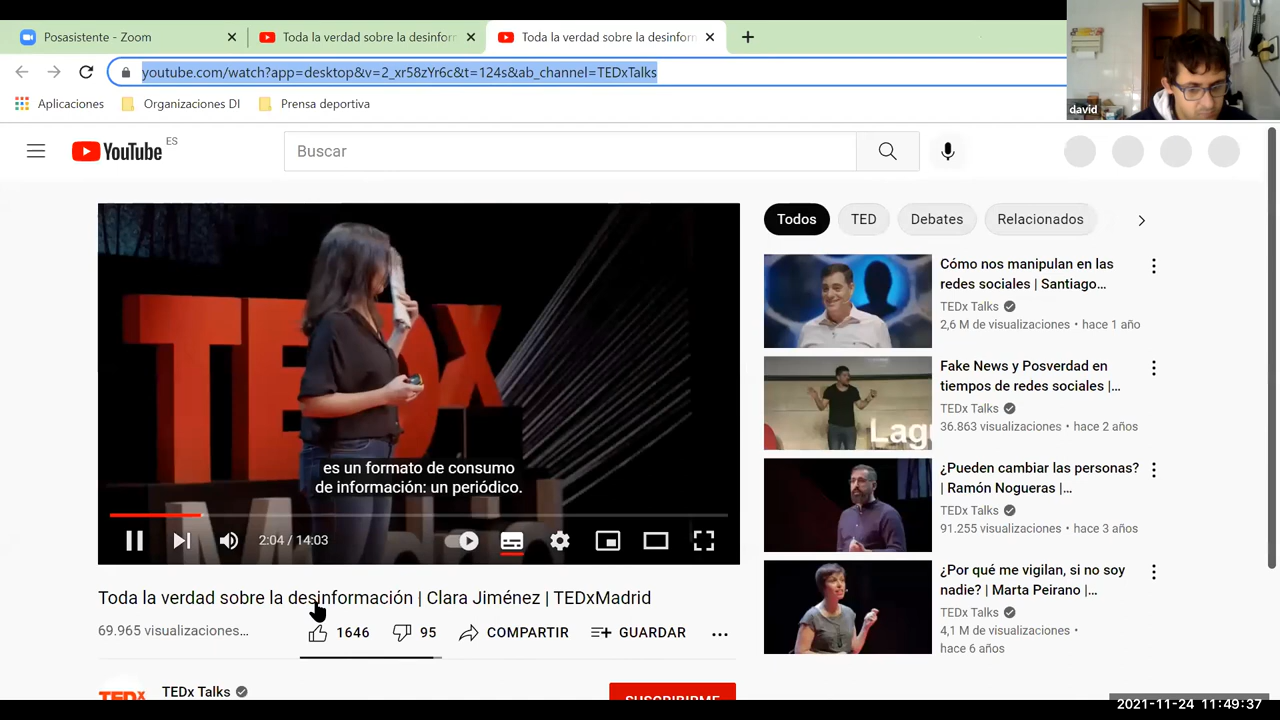 Posasistente - Zoom
Toda la verdad sobre la desinform
Toda la verdad sobre la desinform
youtube.com/watch?app=desktop&v=2_xr58zYr6c&t=124s&ab_channel=TEDxTalks
Aplicaciones
Organizaciones DI
Prensa deportiva
david
YouTube ES
Buscar
TEDx
es un formato de consumo
de información: un periódico.
2:04 / 14:03
Toda la verdad sobre la desinformación | Clara Jiménez | TEDxMadrid
69.965 visualizaciones...
1646
95
COMPARTIR
GUARDAR
TEDx
TEDx Talks
SUSCRIBIRME
Todos
TED
Debates
Relacionados
Cómo nos manipulan en las
redes sociales | Santiago...
TEDx Talks
2,6 M de visualizaciones • hace 1 año
Lagu
Fake News y Posverdad en
tiempos de redes sociales |...
TEDx Talks
36.863 visualizaciones • hace 2 años
¿Pueden cambiar las personas?
| Ramón Nogueras |...
TEDx Talks
91.255 visualizaciones • hace 3 años
¿Por qué me vigilan, si no soy
nadie? | Marta Peirano |...
TEDx Talks
4,1 M de visualizaciones •
hace 6 años
2021-11-24 11:49:37